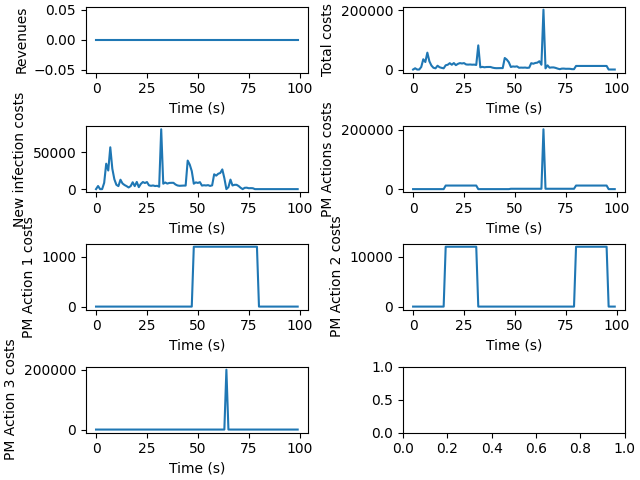 Revenues
0.05
0.00
−0.05
0 25 50 75 100
Time (s)
Total costs
200000
0
0 25 50 75 100
Time (s)
New infection costs
50000
0
0 25 50 75 100
Time (s)
PM Actions costs
200000
0
0 25 50 75 100
Time (s)
PM Action 1 costs
1000
0
0 25 50 75 100
Time (s)
PM Action 2 costs
10000
0
0 25 50 75 100
Time (s)
PM Action 3 costs
200000
0
0 25 50 75 100
Time (s)
1.0
0.5
0.0
0.0 0.2 0.4 0.6 0.8 1.0